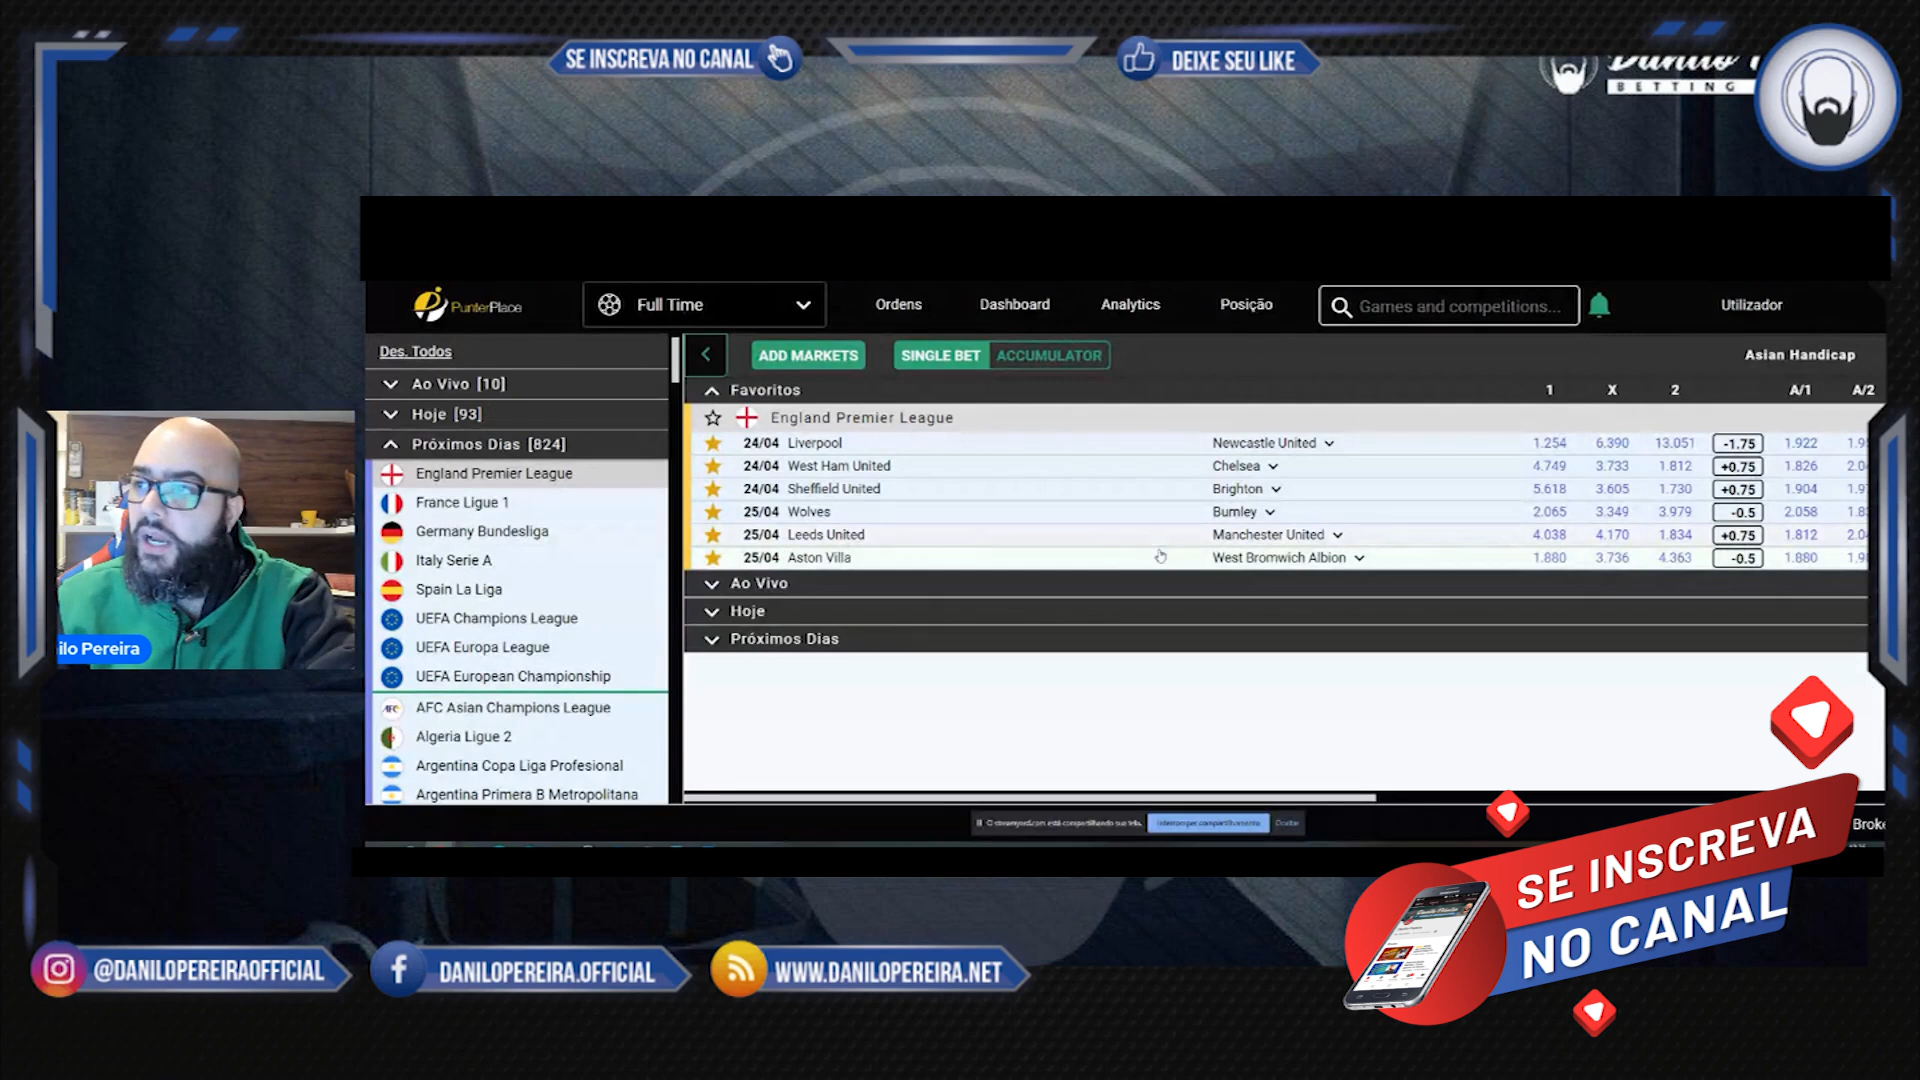 SE INSCREVA NO CANAL
DEIXE SEU LIKE
BETTING
PunterPlace
Full Time
Ordens
Dashboard
Analytics
Posição
Games and competitions...
Utilizador
Des. Todos
Ao Vivo [10]
Hoje [93]
Próximos Dias [824]
England Premier League
France Ligue 1
Germany Bundesliga
Italy Serie A
Spain La Liga
UEFA Champions League
UEFA Europa League
UEFA European Championship
AFC Asian Champions League
Algeria Ligue 2
Argentina Copa Liga Profesional
Argentina Primera B Metropolitana
ADD MARKETS
SINGLE BET
ACCUMULATOR
Asian Handicap
Favoritos 1 X 2 A/1 A/2
England Premier League
24/04 Liverpool Newcastle United 1.254 6.390 13.051 -1.75 1.922
24/04 West Ham United Chelsea 4.749 3.733 1.812 +0.75 1.826
24/04 Sheffield United Brighton 5.618 3.605 1.730 +0.75 1.904
25/04 Wolves Burnley 2.065 3.349 3.979 -0.5 2.058
25/04 Leeds United Manchester United 4.038 4.170 1.834 +0.75 1.812
25/04 Aston Villa West Bromwich Albion 1.880 3.736 4.363 -0.5 1.880
Ao Vivo
Hoje
Próximos Dias
ilo Pereira
O streamyard.com está compartilhando sua tela.
Interromper compartilhamento
Ocultar
Broke
SE INSCREVA
NO CANAL
@DANILOPEREIRAOFFICIAL
DANILOPEREIRA.OFFICIAL
WWW.DANILOPEREIRA.NET